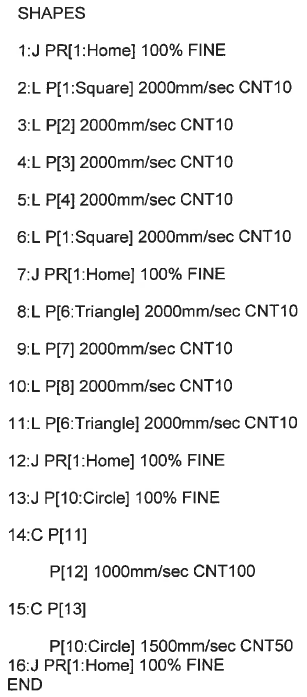 SHAPES
1:J PR[1:Home] 100% FINE
2:L P[1:Square] 2000mm/sec CNT10
3:L P[2] 2000mm/sec CNT10
4:L P[3] 2000mm/sec CNT10
5:L P[4] 2000mm/sec CNT10
6:L P[1:Square] 2000mm/sec CNT10
7:J PR[1:Home] 100% FINE
8:L P[6:Triangle] 2000mm/sec CNT10
9:L P[7] 2000mm/sec CNT10
10:L P[8] 2000mm/sec CNT10
11:L P[6:Triangle] 2000mm/sec CNT10
12:J PR[1:Home] 100% FINE
13:J P[10:Circle] 100% FINE
14:C P[11]
P[12] 1000mm/sec CNT100
15:C P[13]
P[10:Circle] 1500mm/sec CNT50
16:J PR[1:Home] 100% FINE
END